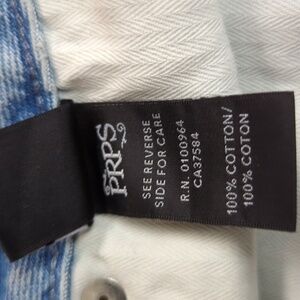 PRPS
SEE REVERSE
SIDE FOR CARE
R.N. 0100964
CA37584
100% COTTON/
100% COTON